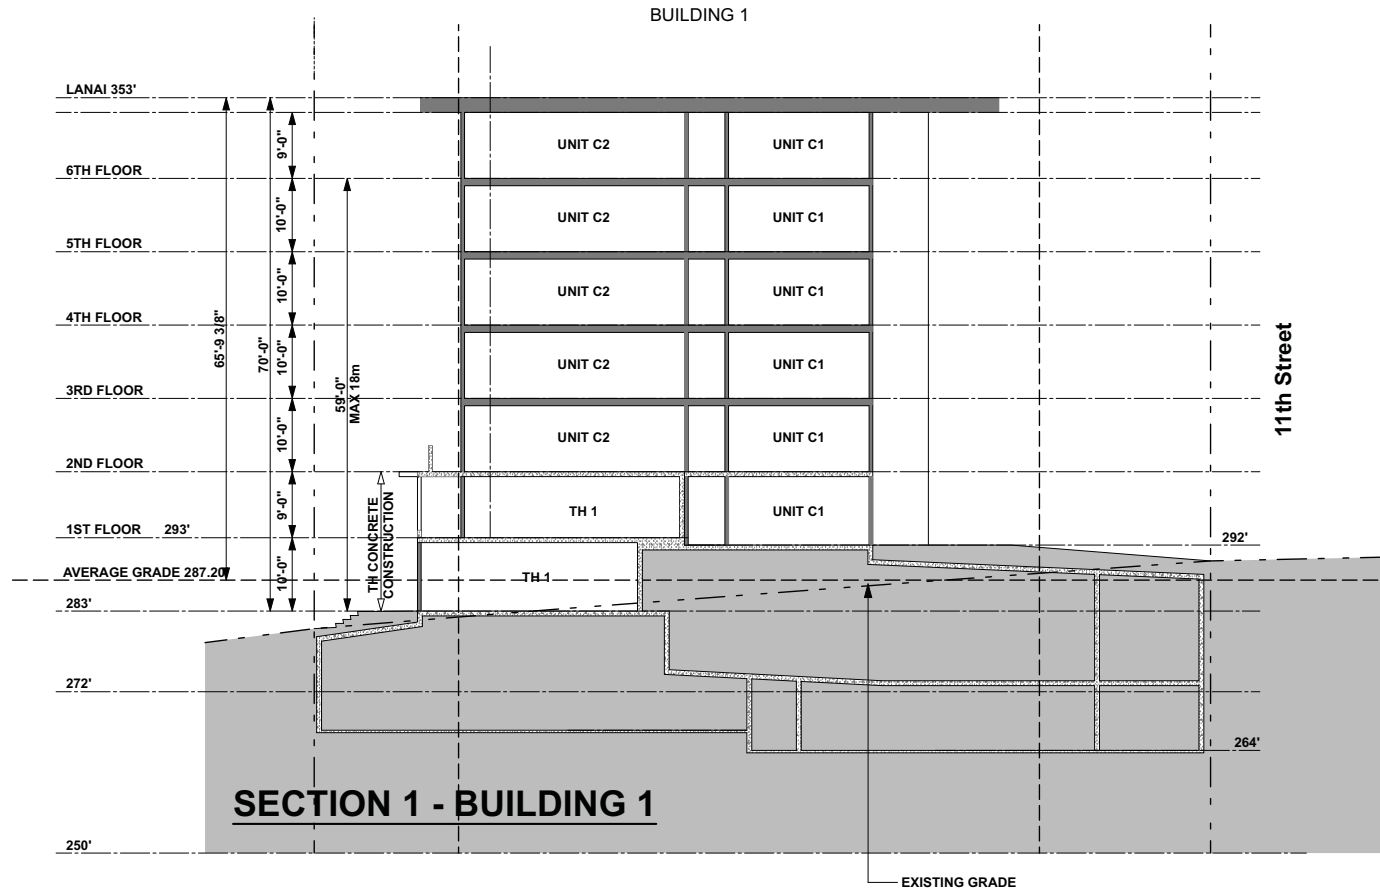 BUILDING 1
LANAI 353'
9'-0"
UNIT C2
UNIT C1
6TH FLOOR
10'-0"
UNIT C2
UNIT C1
5TH FLOOR
10'-0"
UNIT C2
UNIT C1
4TH FLOOR
65'-9 3/8"
70'-0"
10'-0"
59'-0"
MAX 18m
UNIT C2
UNIT C1
11th Street
3RD FLOOR
10'-0"
UNIT C2
UNIT C1
2ND FLOOR
9'-0"
TH CONCRETE
CONSTRUCTION
TH 1
UNIT C1
1ST FLOOR 293'
292'
10'-0"
AVERAGE GRADE 287.20'
TH 1
283'
272'
264'
SECTION 1 - BUILDING 1
250'
EXISTING GRADE